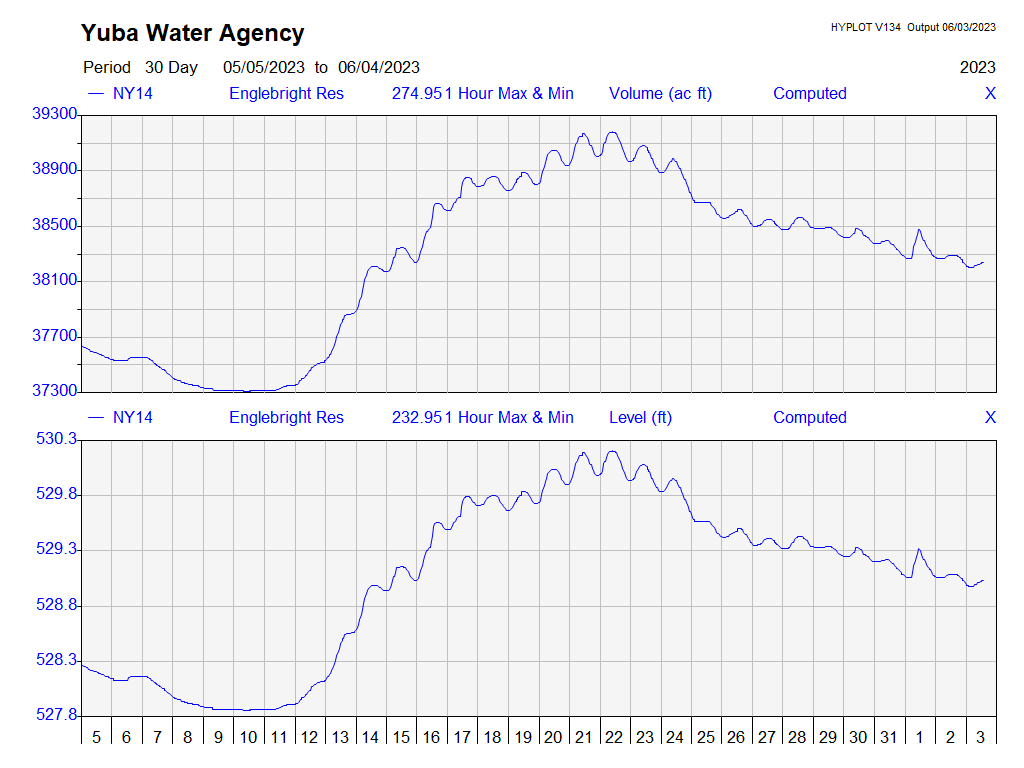 Yuba Water Agency
HYPLOT V134 Output 06/03/2023
Period 30 Day 05/05/2023 to 06/04/2023 2023
NY14 Englebright Res 274.951 Hour Max & Min Volume (ac ft) Computed X
39300
38900
38500
38100
37700
37300
NY14 Englebright Res 232.951 Hour Max & Min Level (ft) Computed X
530.3
529.8
529.3
528.8
528.3
527.8
5 6 7 8 9 10 11 12 13 14 15 16 17 18 19 20 21 22 23 24 25 26 27 28 29 30 31 1 2 3